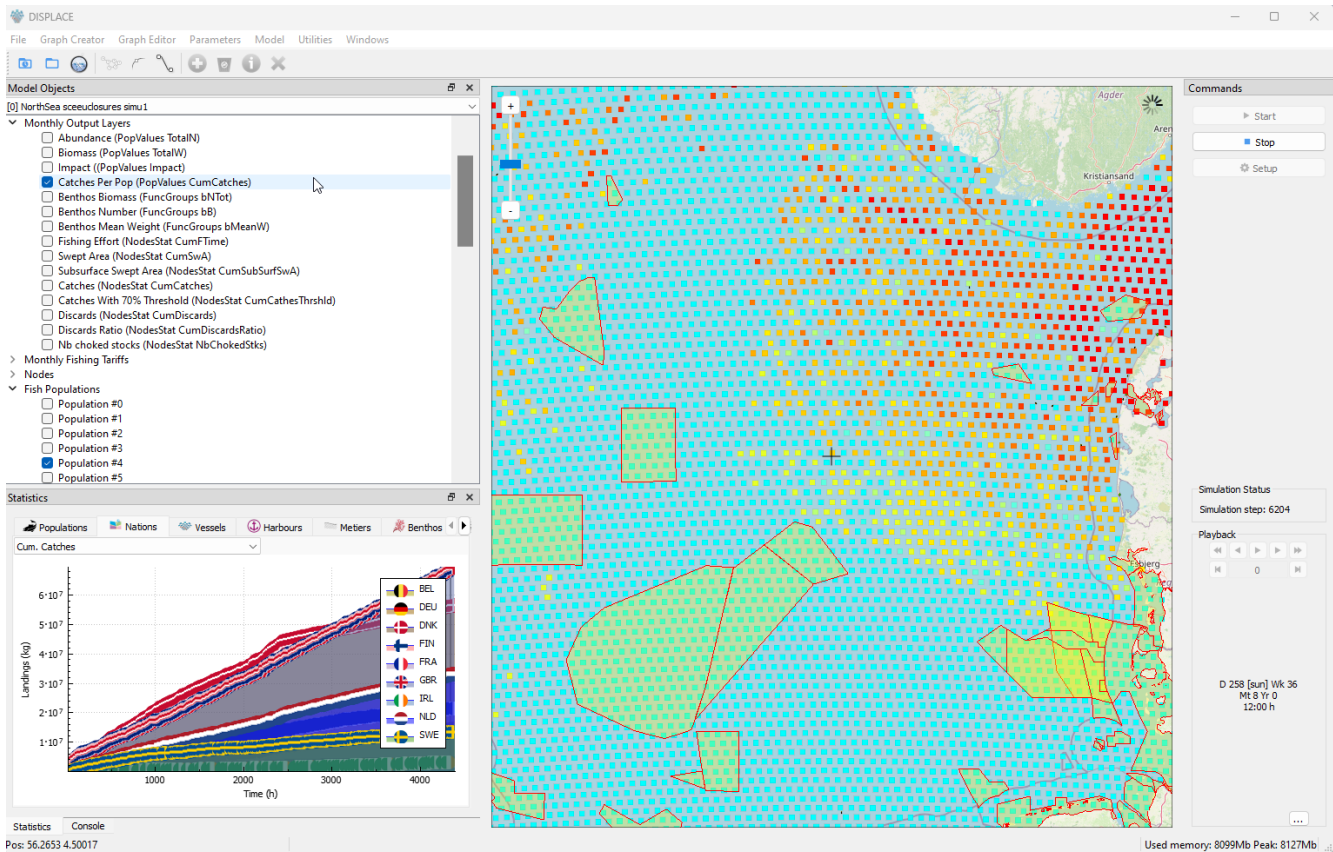 DISPLACE
File Graph Creator Graph Editor Parameters Model Utilities Windows
Model Objects
[0] NorthSea sceeuclosures simu1
Monthly Output Layers
Abundance (PopValues TotalN)
Biomass (PopValues TotalW)
Impact ((PopValues Impact)
Catches Per Pop (PopValues CumCatches)
Benthos Biomass (FuncGroups bNTot)
Benthos Number (FuncGroups bB)
Benthos Mean Weight (FuncGroups bMeanW)
Fishing Effort (NodesStat CumFTime)
Swept Area (NodesStat CumSwA)
Subsurface Swept Area (NodesStat CumSubSurfSwA)
Catches (NodesStat CumCatches)
Catches With 70% Threshold (NodesStat CumCathesThrshld)
Discards (NodesStat CumDiscards)
Discards Ratio (NodesStat CumDiscardsRatio)
Nb choked stocks (NodesStat NbChokedStks)
Monthly Fishing Tariffs
Nodes
Fish Populations
Population #0
Population #1
Population #2
Population #3
Population #4
Population #5
Statistics
Populations Nations Vessels Harbours Metiers Benthos
Cum. Catches
Landings (kg)
6·10⁷
5·10⁷
4·10⁷
3·10⁷
2·10⁷
1·10⁷
1000 2000 3000 4000
Time (h)
BEL
DEU
DNK
FIN
FRA
GBR
IRL
NLD
SWE
Statistics Console
Pos: 56.2653 4.50017
+
-
Agder
Aren
Kristiansand
Esbjerg
Commands
Start
Stop
Setup
Simulation Status
Simulation step: 6204
Playback
0
D 258 [sun] Wk 36
Mt 8 Yr 0
12:00 h
...
Used memory: 8099Mb Peak: 8127Mb